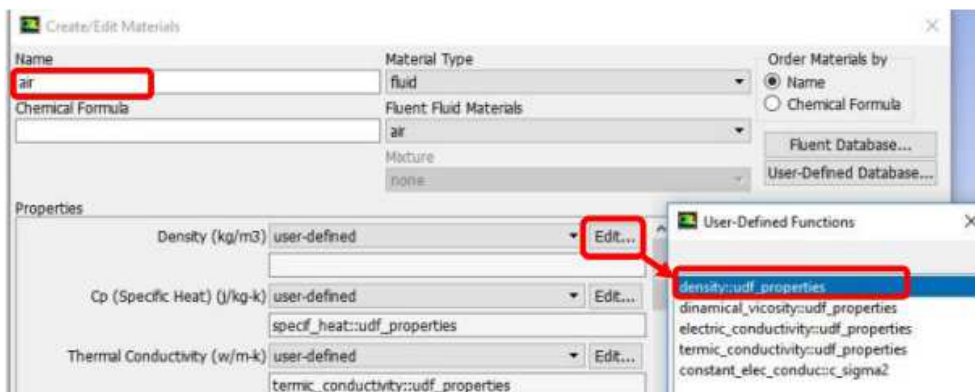 Create/Edit Materials
Name
Material Type
Order Materials by
air
fluid
Name
Chemical Formula
Fluent Fluid Materials
Chemical Formula
air
Fluent Database...
Mixture
none
User-Defined Database...
Properties
Density (kg/m3) user-defined
Edit...
User-Defined Functions
density::udf_properties
Cp (Specific Heat) (j/kg-k) user-defined
Edit...
dinamical_vicosity::udf_properties
specif_heat::udf_properties
electric_conductivity::udf_properties
Thermal Conductivity (w/m-k) user-defined
Edit...
termic_conductivity::udf_properties
constant_elec_conduc::c_sigma2
termic_conductivity::udf_properties